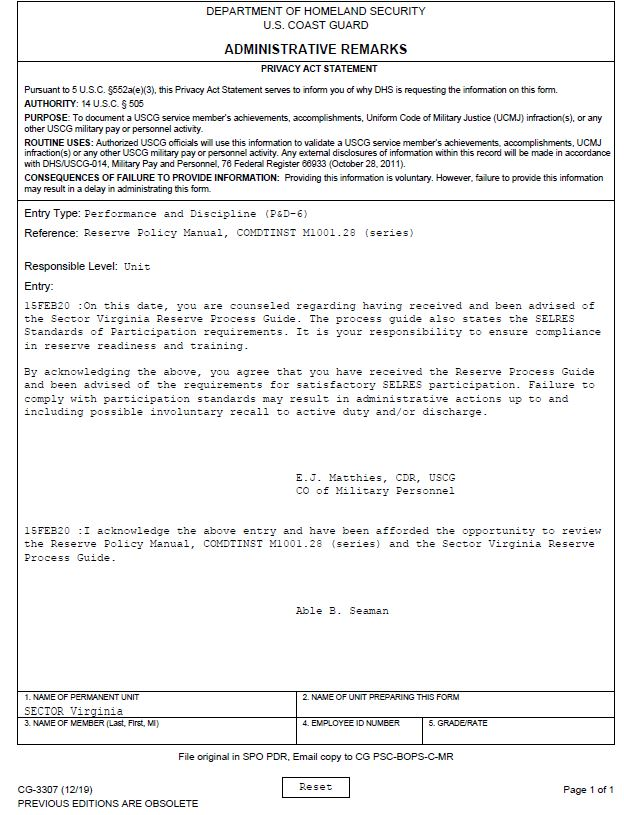 DEPARTMENT OF HOMELAND SECURITY
U.S. COAST GUARD
ADMINISTRATIVE REMARKS
PRIVACY ACT STATEMENT
Pursuant to 5 U.S.C. §552a(e)(3), this Privacy Act Statement serves to inform you of why DHS is requesting the information on this form.
AUTHORITY: 14 U.S.C. § 505
PURPOSE: To document a USCG service member's achievements, accomplishments, Uniform Code of Military Justice (UCMJ) infraction(s), or any
other USCG military pay or personnel activity.
ROUTINE USES: Authorized USCG officials will use this information to validate a USCG service member's achievements, accomplishments, UCMJ
infraction(s) or any other USCG military pay or personnel activity. Any external disclosures of information within this record will be made in accordance
with DHS/USCG-014, Military Pay and Personnel, 76 Federal Register 66933 (October 28, 2011).
CONSEQUENCES OF FAILURE TO PROVIDE INFORMATION: Providing this information is voluntary. However, failure to provide this information
may result in a delay in administrating this form.
Entry Type: Performance and Discipline (P&D-6)
Reference: Reserve Policy Manual, COMDTINST M1001.28 (series)
Responsible Level: Unit
Entry:
15FEB20 :On this date, you are counseled regarding having received and been advised of
the Sector Virginia Reserve Process Guide. The process guide also states the SELRES
Standards of Participation requirements. It is your responsibility to ensure compliance
in reserve readiness and training.
By acknowledging the above, you agree that you have received the Reserve Process Guide
and been advised of the requirements for satisfactory SELRES participation. Failure to
comply with participation standards may result in administrative actions up to and
including possible involuntary recall to active duty and/or discharge.
E.J. Matthies, CDR, USCG
CO of Military Personnel
15FEB20 :I acknowledge the above entry and have been afforded the opportunity to review
the Reserve Policy Manual, COMDTINST M1001.28 (series) and the Sector Virginia Reserve
Process Guide.
Able B. Seaman
1. NAME OF PERMANENT UNIT
2. NAME OF UNIT PREPARING THIS FORM
SECTOR Virginia
3. NAME OF MEMBER (Last, First, MI)
4. EMPLOYEE ID NUMBER
5. GRADE/RATE
File original in SPO PDR, Email copy to CG PSC-BOPS-C-MR
CG-3307 (12/19)
Reset
Page 1 of 1
PREVIOUS EDITIONS ARE OBSOLETE